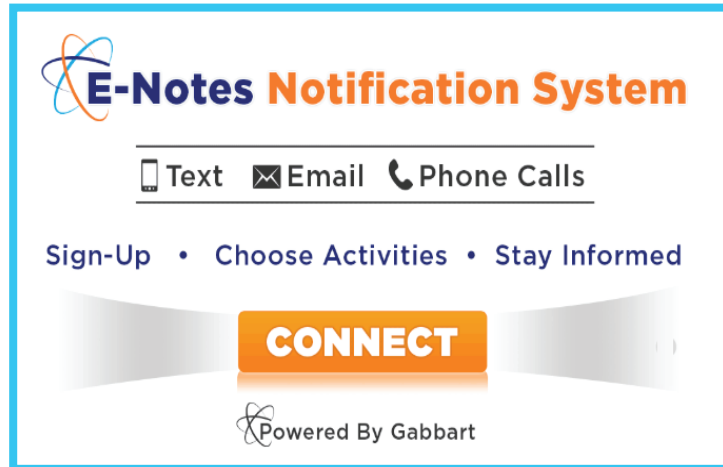 E-Notes Notification System
Text Email Phone Calls
Sign-Up • Choose Activities • Stay Informed
CONNECT
Powered By Gabbart